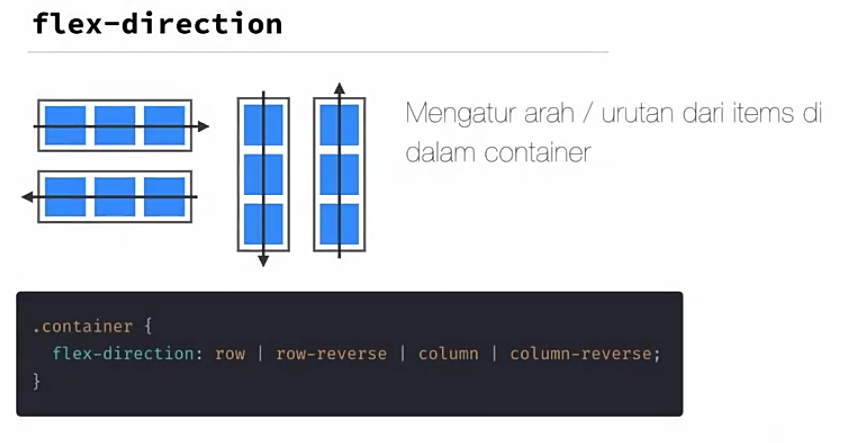 flex-direction
Mengatur arah / urutan dari items di
dalam container
.container {
  flex-direction: row | row-reverse | column | column-reverse;
}